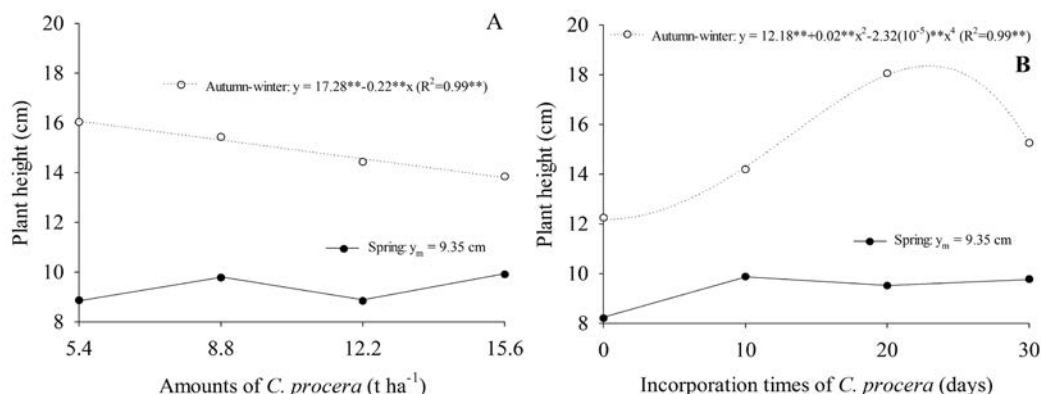 A
20
18
16
14
12
10
8
Plant height (cm)
Autumn-winter: y = 17.28**-0.22**x (R²=0.99**)
Spring: yₘ = 9.35 cm
5.4 8.8 12.2 15.6
Amounts of C. procera (t ha⁻¹)
B
20
18
16
14
12
10
8
Plant height (cm)
Autumn-winter: y = 12.18**+0.02**x²-2.32(10⁻⁵)**x⁴ (R²=0.99**)
Spring: yₘ = 9.35 cm
0 10 20 30
Incorporation times of C. procera (days)